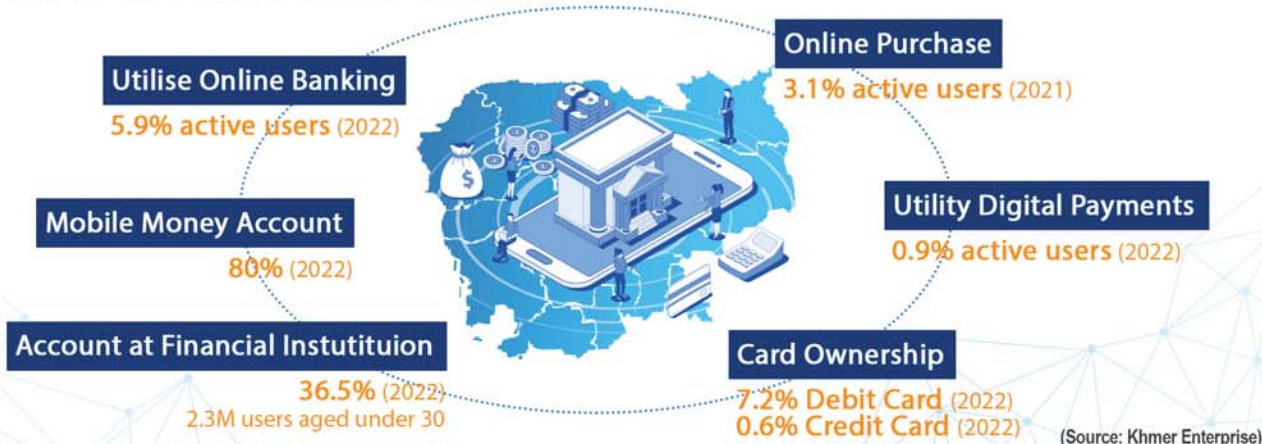 Online Purchase
3.1% active users (2021)
Utilise Online Banking
5.9% active users (2022)
Mobile Money Account
80% (2022)
Utility Digital Payments
0.9% active users (2022)
Account at Financial Instutituion
36.5% (2022)
2.3M users aged under 30
Card Ownership
7.2% Debit Card (2022)
0.6% Credit Card (2022)
(Source: Khmer Enterprise)